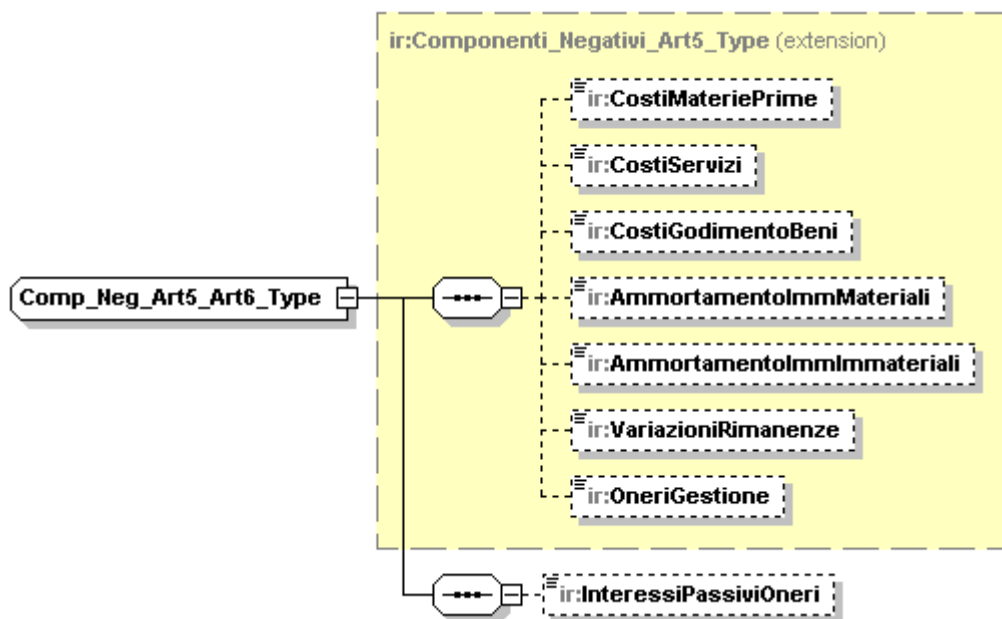 ir:Componenti_Negativi_Art5_Type (extension)
ir:CostiMateriePrime
ir:CostiServizi
ir:CostiGodimentoBeni
Comp_Neg_Art5_Art6_Type
ir:AmmortamentoImmMateriali
ir:AmmortamentoImmImmateriali
ir:VariazioniRimanenze
ir:OneriGestione
ir:InteressiPassiviOneri